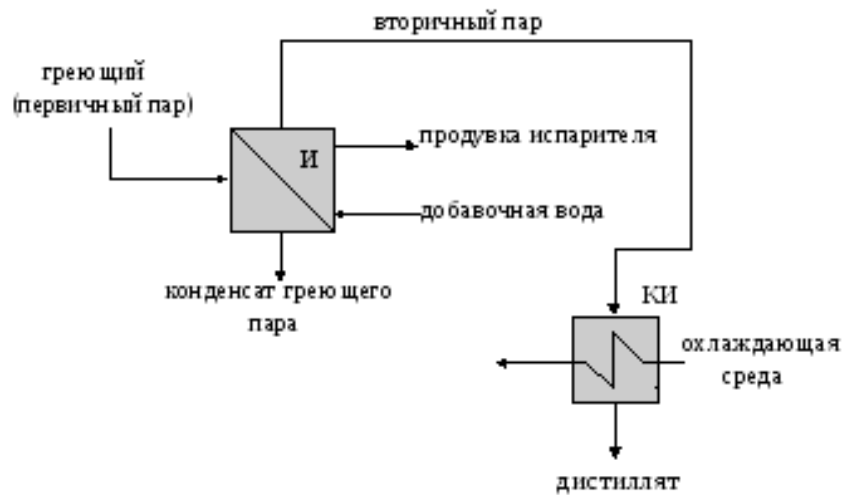 вторичный пар
греющий
(первичный пар)
И
продувка испарителя
добавочная вода
конденсат греющего
пара
КИ
охлаждающая
среда
дистиллят